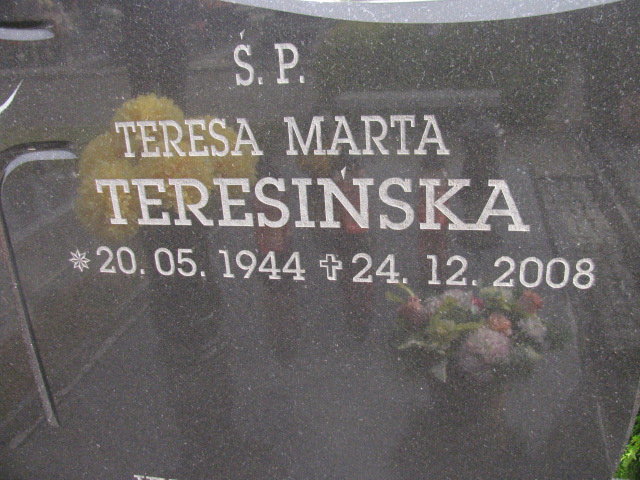 Ś.P.
TERESA MARTA
TERESIŃSKA
*20.05.1944 ✝24.12.2008